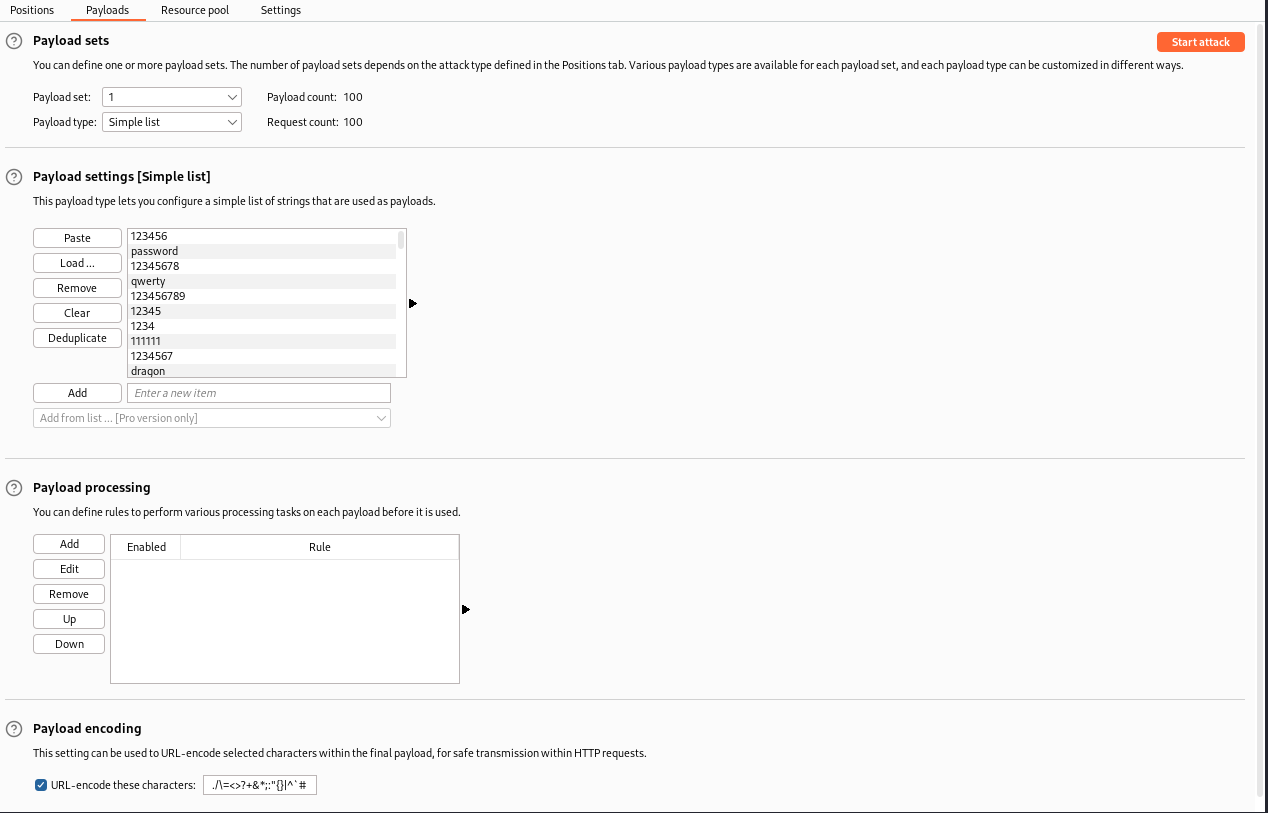 Positions Payloads Resource pool Settings
Payload sets
Start attack
You can define one or more payload sets. The number of payload sets depends on the attack type defined in the Positions tab. Various payload types are available for each payload set, and each payload type can be customized in different ways.
Payload set: 1 Payload count: 100
Payload type: Simple list Request count: 100
Payload settings [Simple list]
This payload type lets you configure a simple list of strings that are used as payloads.
Paste
Load ...
Remove
Clear
Deduplicate
123456
password
12345678
qwerty
123456789
12345
1234
111111
1234567
dragon
Add Enter a new item
Add from list ... [Pro version only]
Payload processing
You can define rules to perform various processing tasks on each payload before it is used.
Add
Edit
Remove
Up
Down
Enabled Rule
Payload encoding
This setting can be used to URL-encode selected characters within the final payload, for safe transmission within HTTP requests.
URL-encode these characters: ./\=<>?+&*;:"{}|^`#